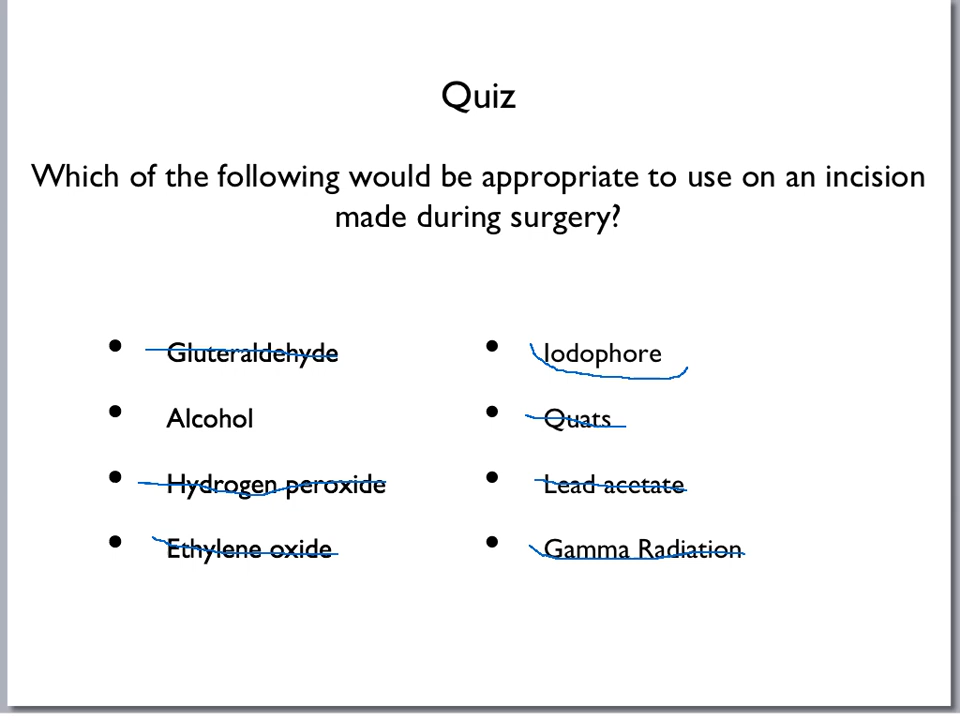 Quiz
Which of the following would be appropriate to use on an incision
made during surgery?
• Gluteraldehyde
• Alcohol
• Hydrogen peroxide
• Ethylene oxide
• Iodophore
• Quats
• Lead acetate
• Gamma Radiation